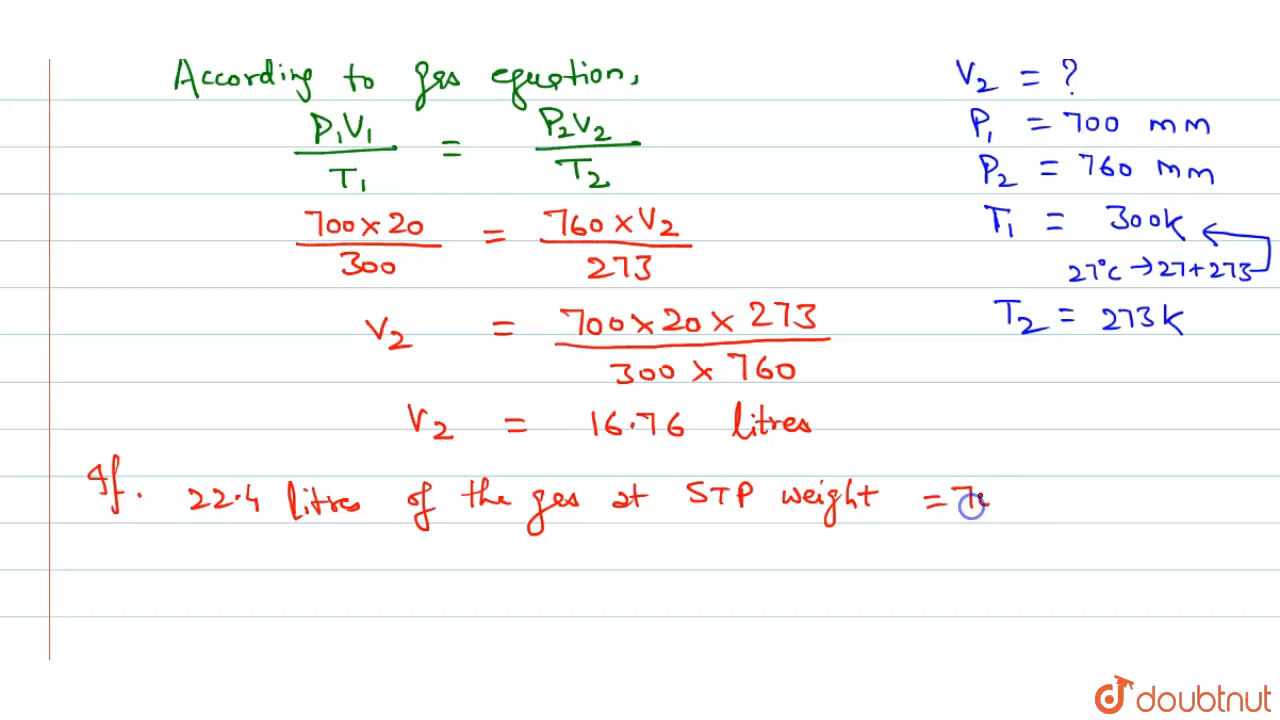 According to gas equation,
P₁V₁/T₁ = P₂V₂/T₂
700 × 20/300 = 760 × V₂/273
V₂ = 700 × 20 × 273/300 × 760
V₂ = 16.76 litres
If. 22.4 litres of the gas at STP weight = 7
V₂ = ?
P₁ = 700 mm
P₂ = 760 mm
T₁ = 300K
27°C → 27 + 273
T₂ = 273K
doubtnut